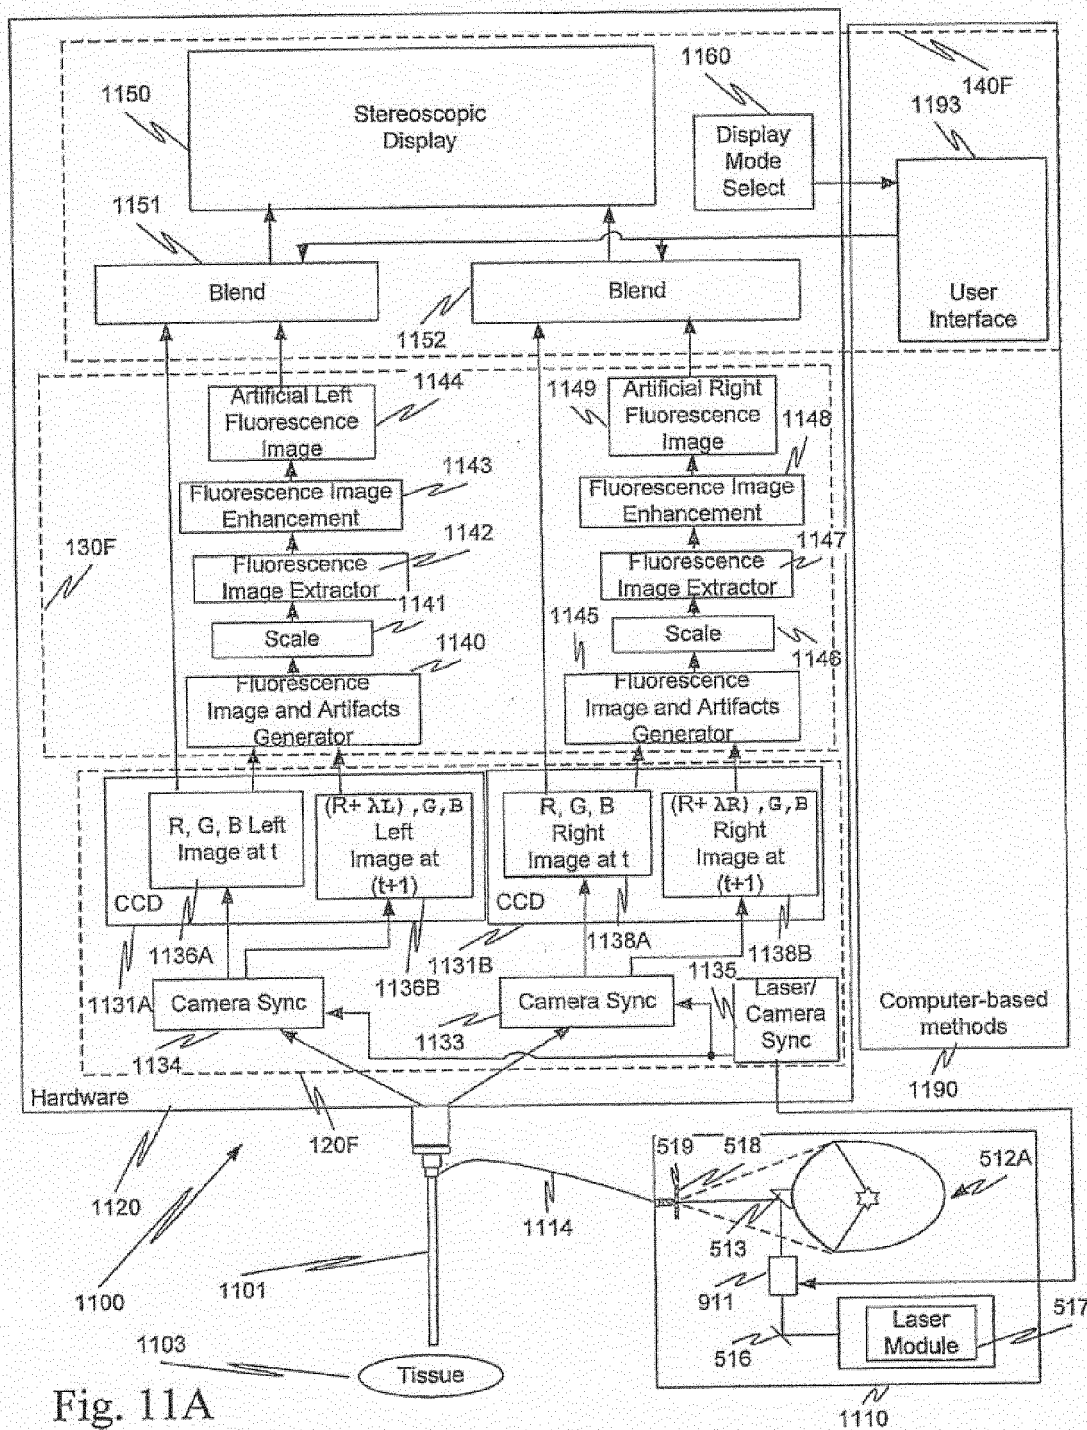 1160
140F
1150
Stereoscopic
Display
1193
Display
Mode
Select
1151
Blend
1152
Blend
User
Interface
Artificial Left
Fluorescence
Image
1144
1149
Artificial Right
Fluorescence
Image
1148
1143
Fluorescence Image
Enhancement
Fluorescence Image
Enhancement
130F
1142
1147
Fluorescence
Image Extractor
Fluorescence
Image Extractor
1141
Scale
1145
Scale
1146
1140
Fluorescence
Image and Artifacts
Generator
Fluorescence
Image and Artifacts
Generator
R, G, B Left
Image at t
(R+ λL) ,G,B
Left
Image at
(t+1)
R, G, B
Right
Image at t
(R+ λR) ,G,B
Right
Image at
(t+1)
CCD
CCD
1136A
1138A
1131A
1136B
1131B
1138B
1135
Camera Sync
Camera Sync
Laser/
Camera
Sync
1134
1133
Computer-based
methods
1190
Hardware
120F
1120
519
518
512A
1114
513
1101
911
1100
517
Laser
Module
516
1103
Tissue
Fig. 11A
1110